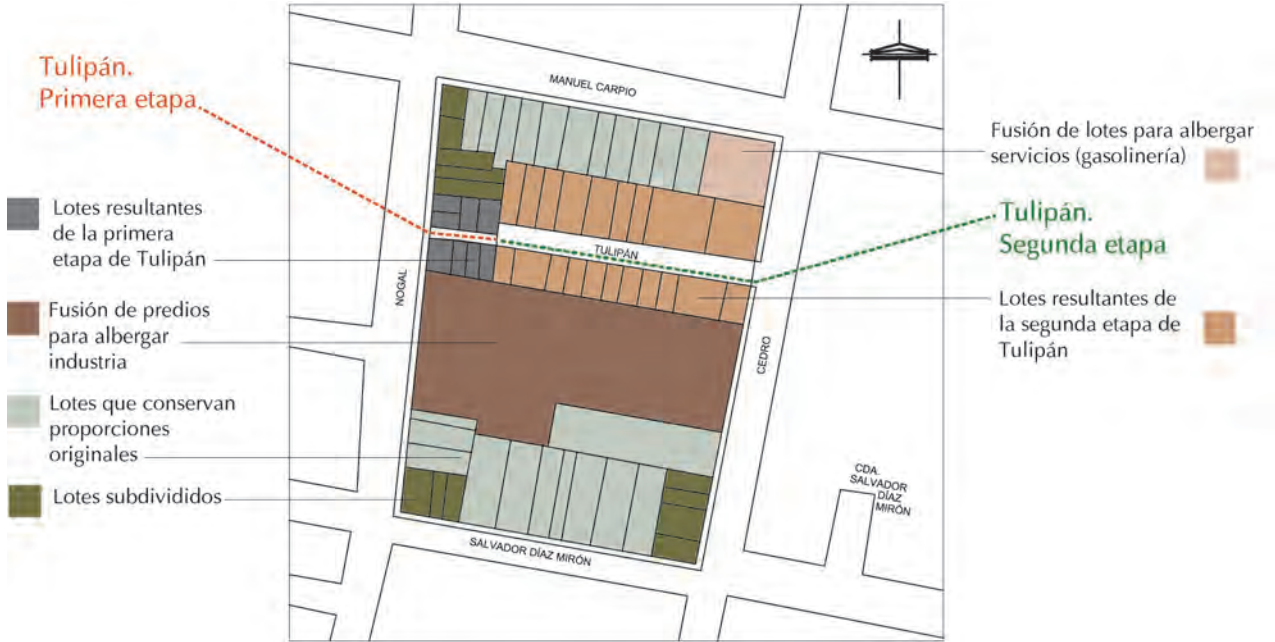 Tulipán.
Primera etapa
Lotes resultantes
de la primera
etapa de Tulipán
Fusión de predios
para albergar
industria
Lotes que conservan
proporciones
originales
Lotes subdivididos
MANUEL CARPIO
TULIPÁN
NOGAL
CEDRO
SALVADOR DÍAZ MIRÓN
CDA.
SALVADOR
DÍAZ
MIRÓN
Fusión de lotes para albergar
servicios (gasolinería)
Tulipán.
Segunda etapa
Lotes resultantes de
la segunda etapa de
Tulipán